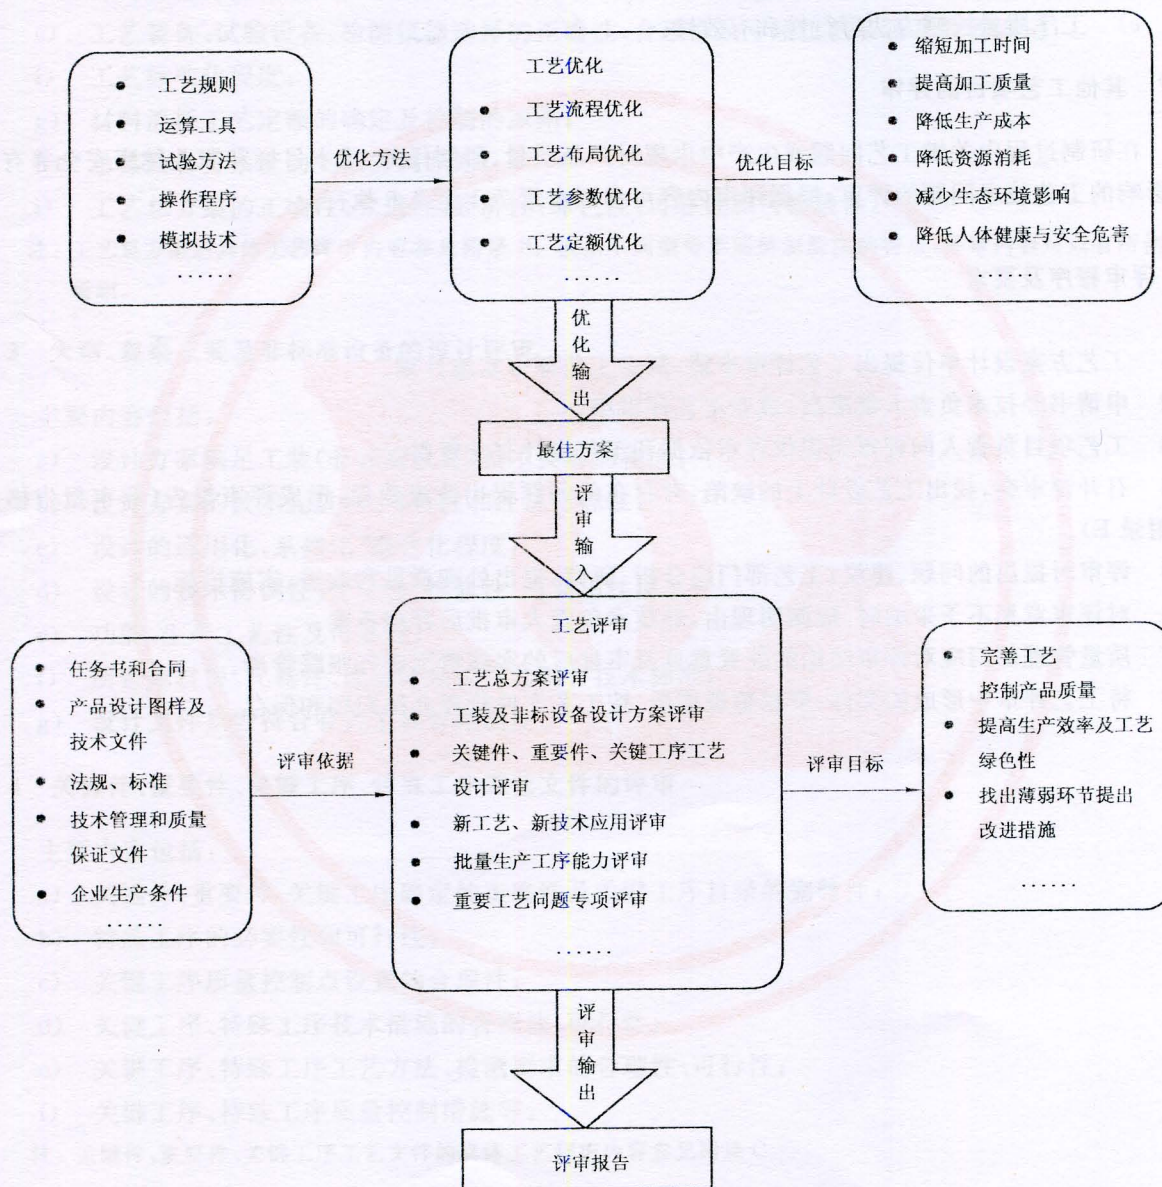 工艺规则
运算工具
试验方法
操作程序
模拟技术
......
优化方法
工艺优化
工艺流程优化
工艺布局优化
工艺参数优化
工艺定额优化
......
优化目标
缩短加工时间
提高加工质量
降低生产成本
降低资源消耗
减少生态环境影响
降低人体健康与安全危害
......
优化输出
最佳方案
评审输入
任务书和合同
产品设计图样及
技术文件
法规、标准
技术管理和质量
保证文件
企业生产条件
......
评审依据
工艺评审
工艺总方案评审
工装及非标设备设计方案评审
关键件、重要件、关键工序工艺
设计评审
新工艺、新技术应用评审
批量生产工序能力评审
重要工艺问题专项评审
......
评审目标
完善工艺
控制产品质量
提高生产效率及工艺
绿色性
找出薄弱环节提出
改进措施
......
评审输出
评审报告